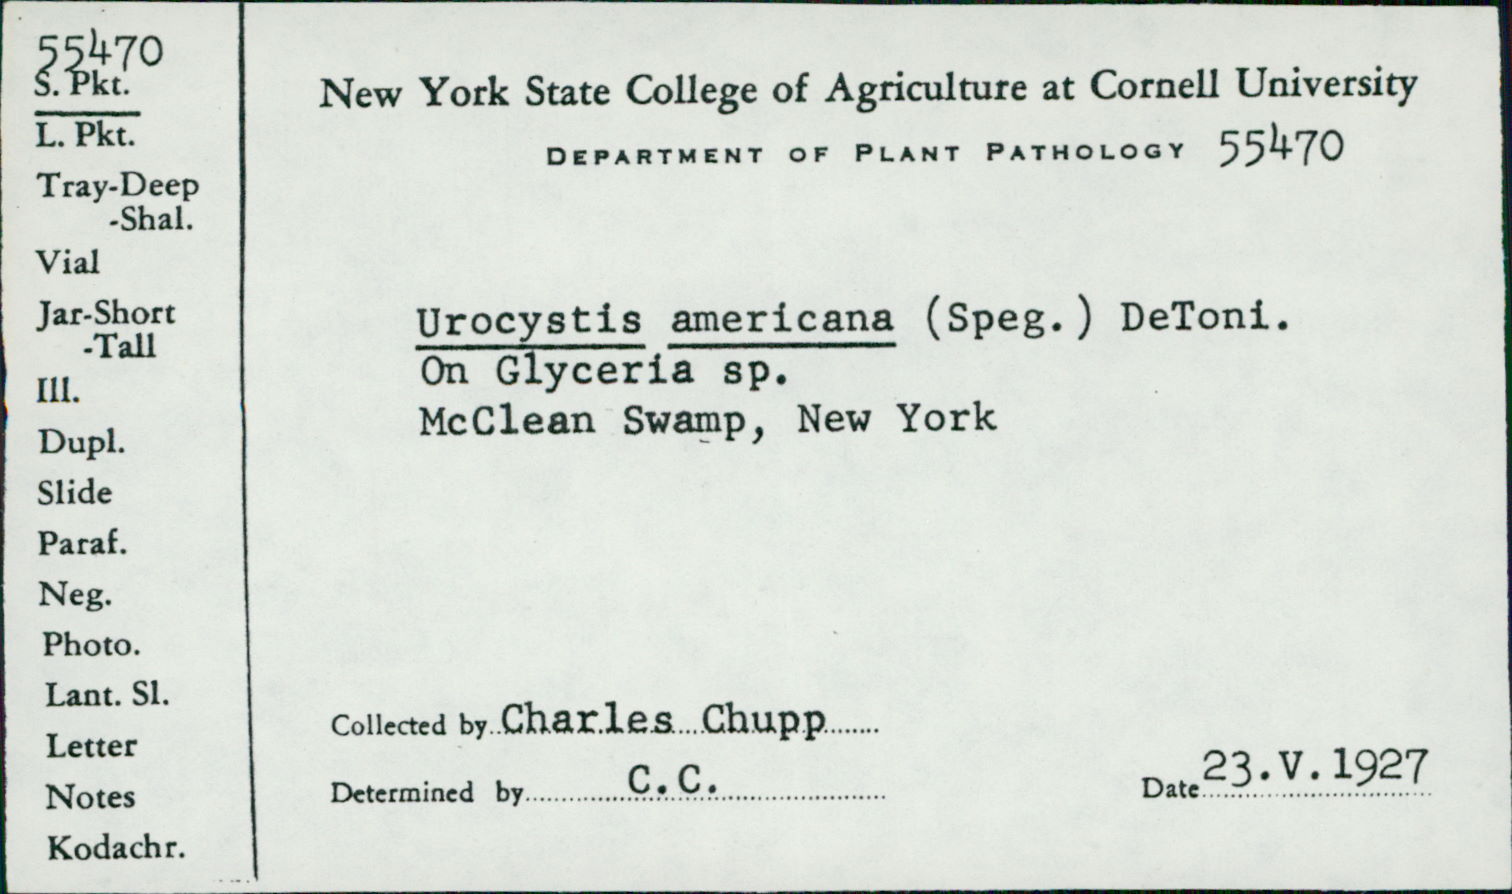 55470
S. Pkt.
L. Pkt.
Tray-Deep
-Shal.
Vial
Jar-Short
-Tall
Ill.
Dupl.
Slide
Paraf.
Neg.
Photo.
Lant. Sl.
Letter
Notes
Kodachr.
New York State College of Agriculture at Cornell University
DEPARTMENT OF PLANT PATHOLOGY 55470
Urocystis americana (Speg.) DeToni.
On Glyceria sp.
McClean Swamp, New York
Collected by Charles Chupp
Determined by C.C.
Date 23.V.1927